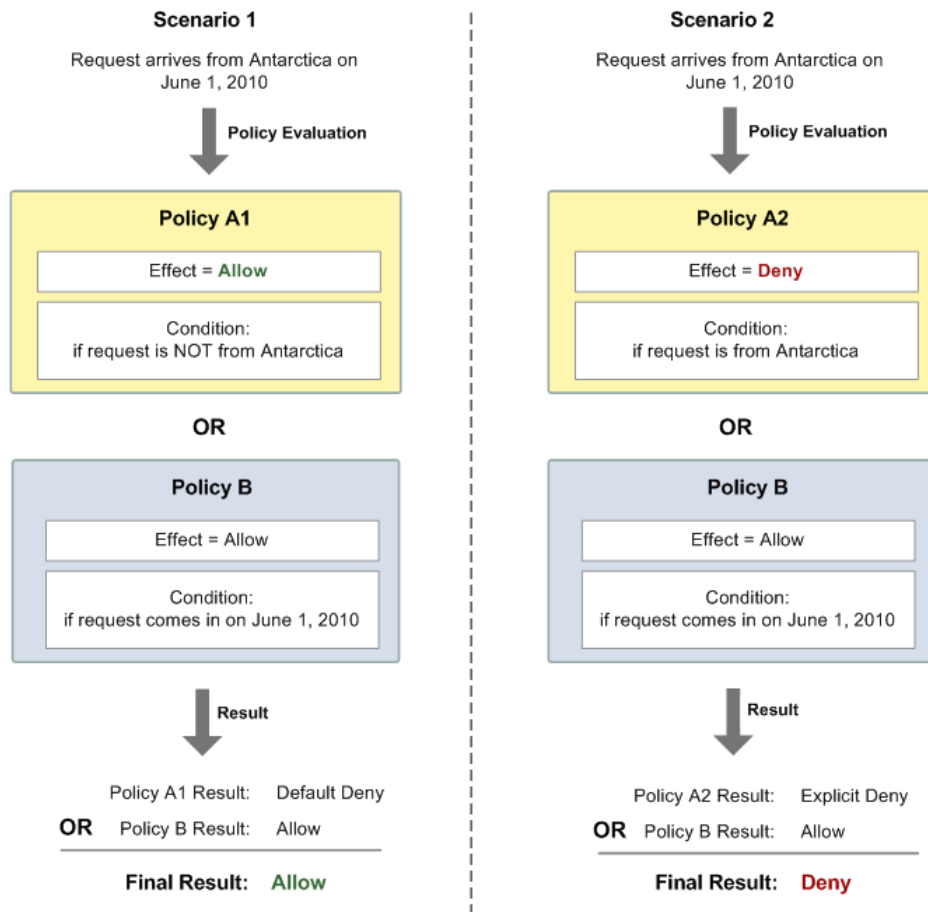 Scenario 1
Request arrives from Antarctica on
June 1, 2010
Policy Evaluation
Policy A1
Effect = Allow
Condition:
if request is NOT from Antarctica
OR
Policy B
Effect = Allow
Condition:
if request comes in on June 1, 2010
Result
Policy A1 Result: Default Deny
OR Policy B Result: Allow
Final Result: Allow
Scenario 2
Request arrives from Antarctica on
June 1, 2010
Policy Evaluation
Policy A2
Effect = Deny
Condition:
if request is from Antarctica
OR
Policy B
Effect = Allow
Condition:
if request comes in on June 1, 2010
Result
Policy A2 Result: Explicit Deny
OR Policy B Result: Allow
Final Result: Deny